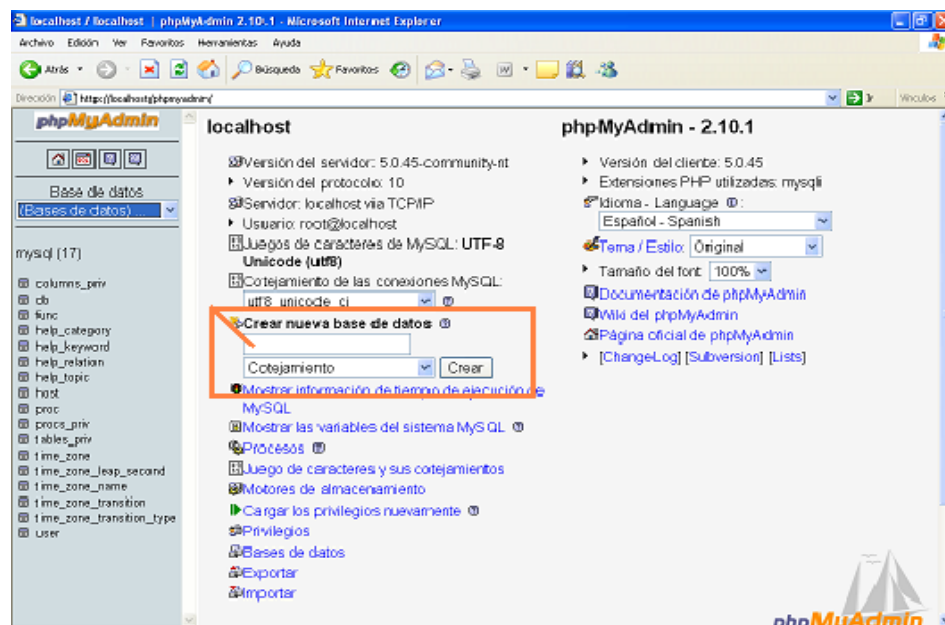 localhost / localhost | phpMyAdmin 2.10.1 - Microsoft Internet Explorer
Archivo Edición Ver Favoritos Herramientas Ayuda
Atrás Búsqueda Favoritos
Dirección http://localhost/phpmyadmin/ Ir Vínculos
phpMyAdmin
Base de datos
(Bases de datos) ...
mysql (17)
columns_priv
db
func
help_category
help_keyword
help_relation
help_topic
host
proc
procs_priv
tables_priv
time_zone
time_zone_leap_second
time_zone_name
time_zone_transition
time_zone_transition_type
user
localhost
Versión del servidor: 5.0.45-community-nt
Versión del protocolo: 10
Servidor: localhost via TCP/IP
Usuario: root@localhost
Juegos de caracteres de MySQL: UTF-8
Unicode (utf8)
Cotejamiento de las conexiones MySQL:
utf8_unicode_ci
Crear nueva base de datos
Cotejamiento Crear
Mostrar información de tiempo de ejecución de
MySQL
Mostrar las variables del sistema MySQL
Procesos
Juego de caracteres y sus cotejamientos
Motores de almacenamiento
Cargar los privilegios nuevamente
Privilegios
Bases de datos
Exportar
Importar
phpMyAdmin - 2.10.1
Versión del cliente: 5.0.45
Extensiones PHP utilizadas: mysqli
Idioma - Language :
Español - Spanish
Tema / Estilo: Original
Tamaño del font: 100%
Documentación de phpMyAdmin
Wiki del phpMyAdmin
Página oficial de phpMyAdmin
[ChangeLog] [Subversion] [Lists]
phpMyAdmin